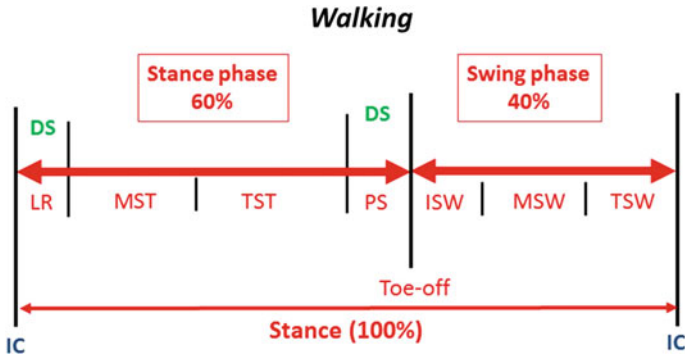 Walking
Stance phase
60%
Swing phase
40%
DS
DS
LR
MST
TST
PS
ISW
MSW
TSW
Toe-off
Stance (100%)
IC
IC